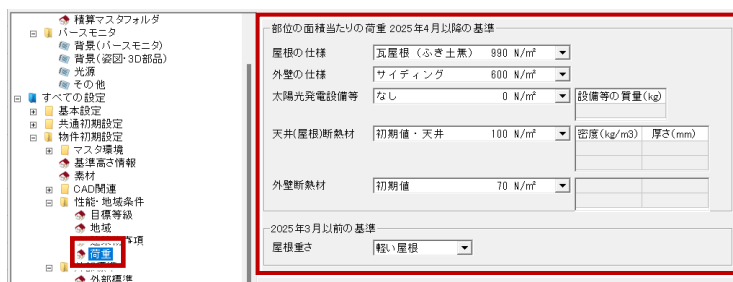 積算マスタフォルダ
パースモニタ
背景(パースモニタ)
背景(姿図・3D部品)
光源
その他
すべての設定
基本設定
共通初期設定
物件初期設定
マスタ環境
基準高さ情報
素材
CAD関連
性能・地域条件
目標等級
地域
荷重
外部標準
部位の面積当たりの荷重 2025年4月以降の基準
屋根の仕様 瓦屋根（ふき土無） 990 N/㎡
外壁の仕様 サイディング 600 N/㎡
太陽光発電設備等 なし 0 N/㎡ 設備等の質量(kg)
天井(屋根)断熱材 初期値・天井 100 N/㎡ 密度(kg/m3) 厚さ(mm)
外壁断熱材 初期値 70 N/㎡
2025年3月以前の基準
屋根重さ 軽い屋根